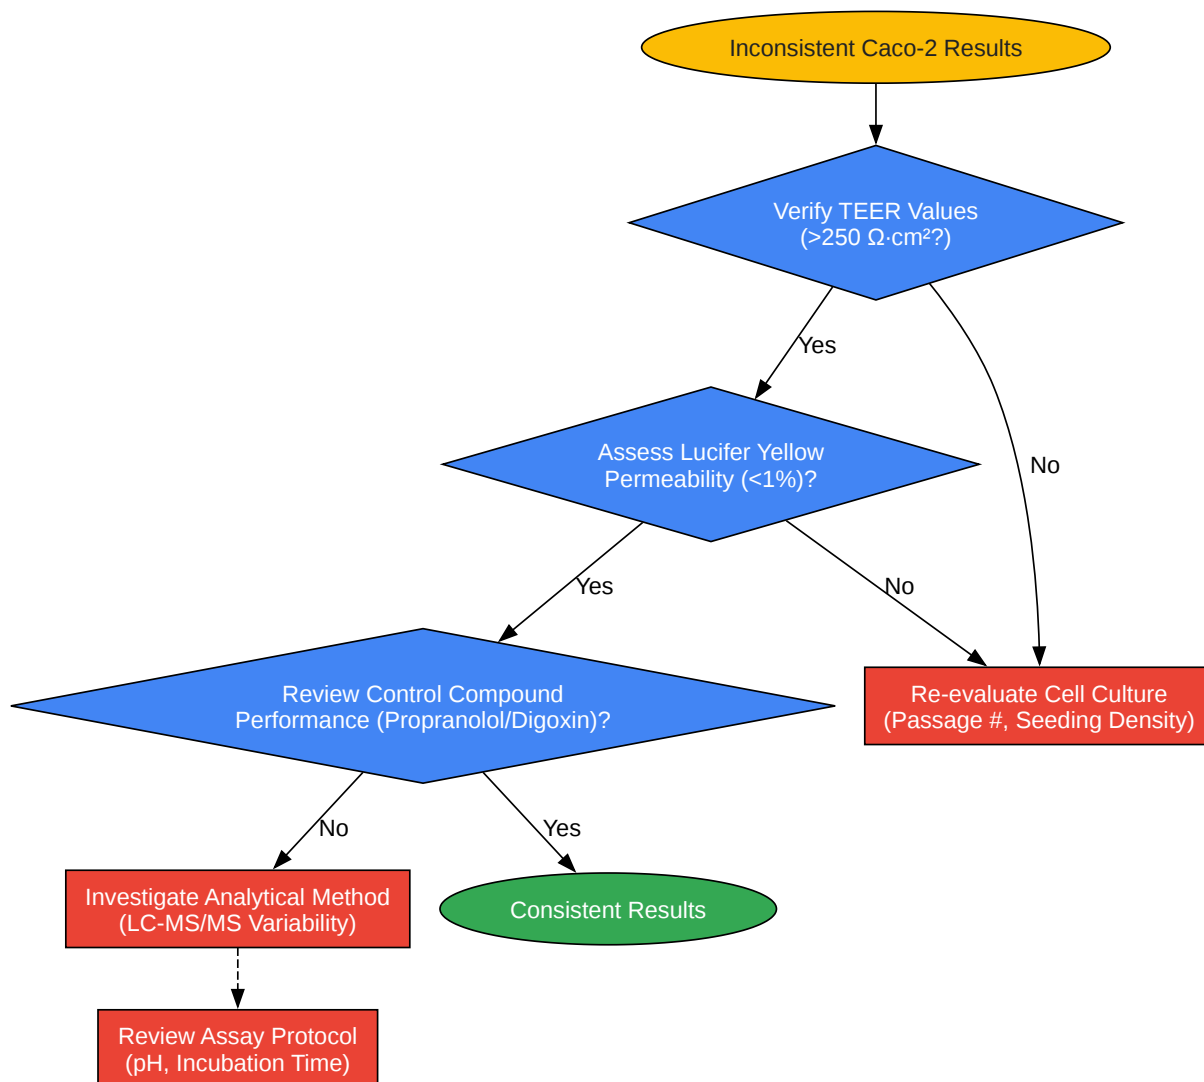 Inconsistent Caco-2 Results
Verify TEER Values
(>250 Ω·cm²?)
Yes
No
Assess Lucifer Yellow
Permeability (<1%)?
Yes
No
Review Control Compound
Performance (Propranolol/Digoxin)?
Re-evaluate Cell Culture
(Passage #, Seeding Density)
No
Yes
Investigate Analytical Method
(LC-MS/MS Variability)
Consistent Results
Review Assay Protocol
(pH, Incubation Time)